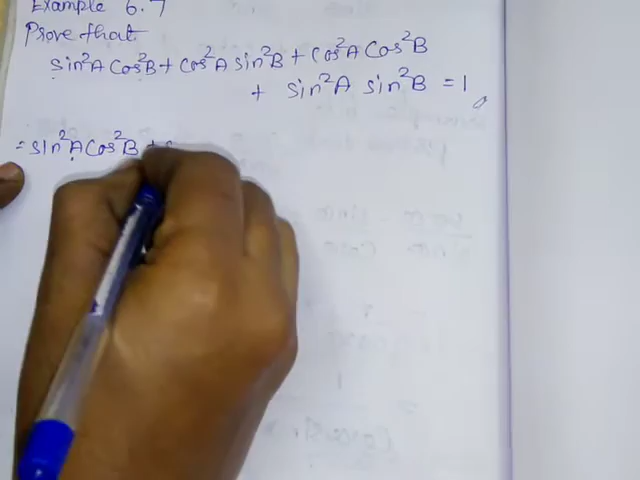 Example 6.7
Prove that
sin²A Cos²B + Cos²A sin²B + Cos²A Cos²B
+ sin²A sin²B = 1
= sin²A Cos²B +